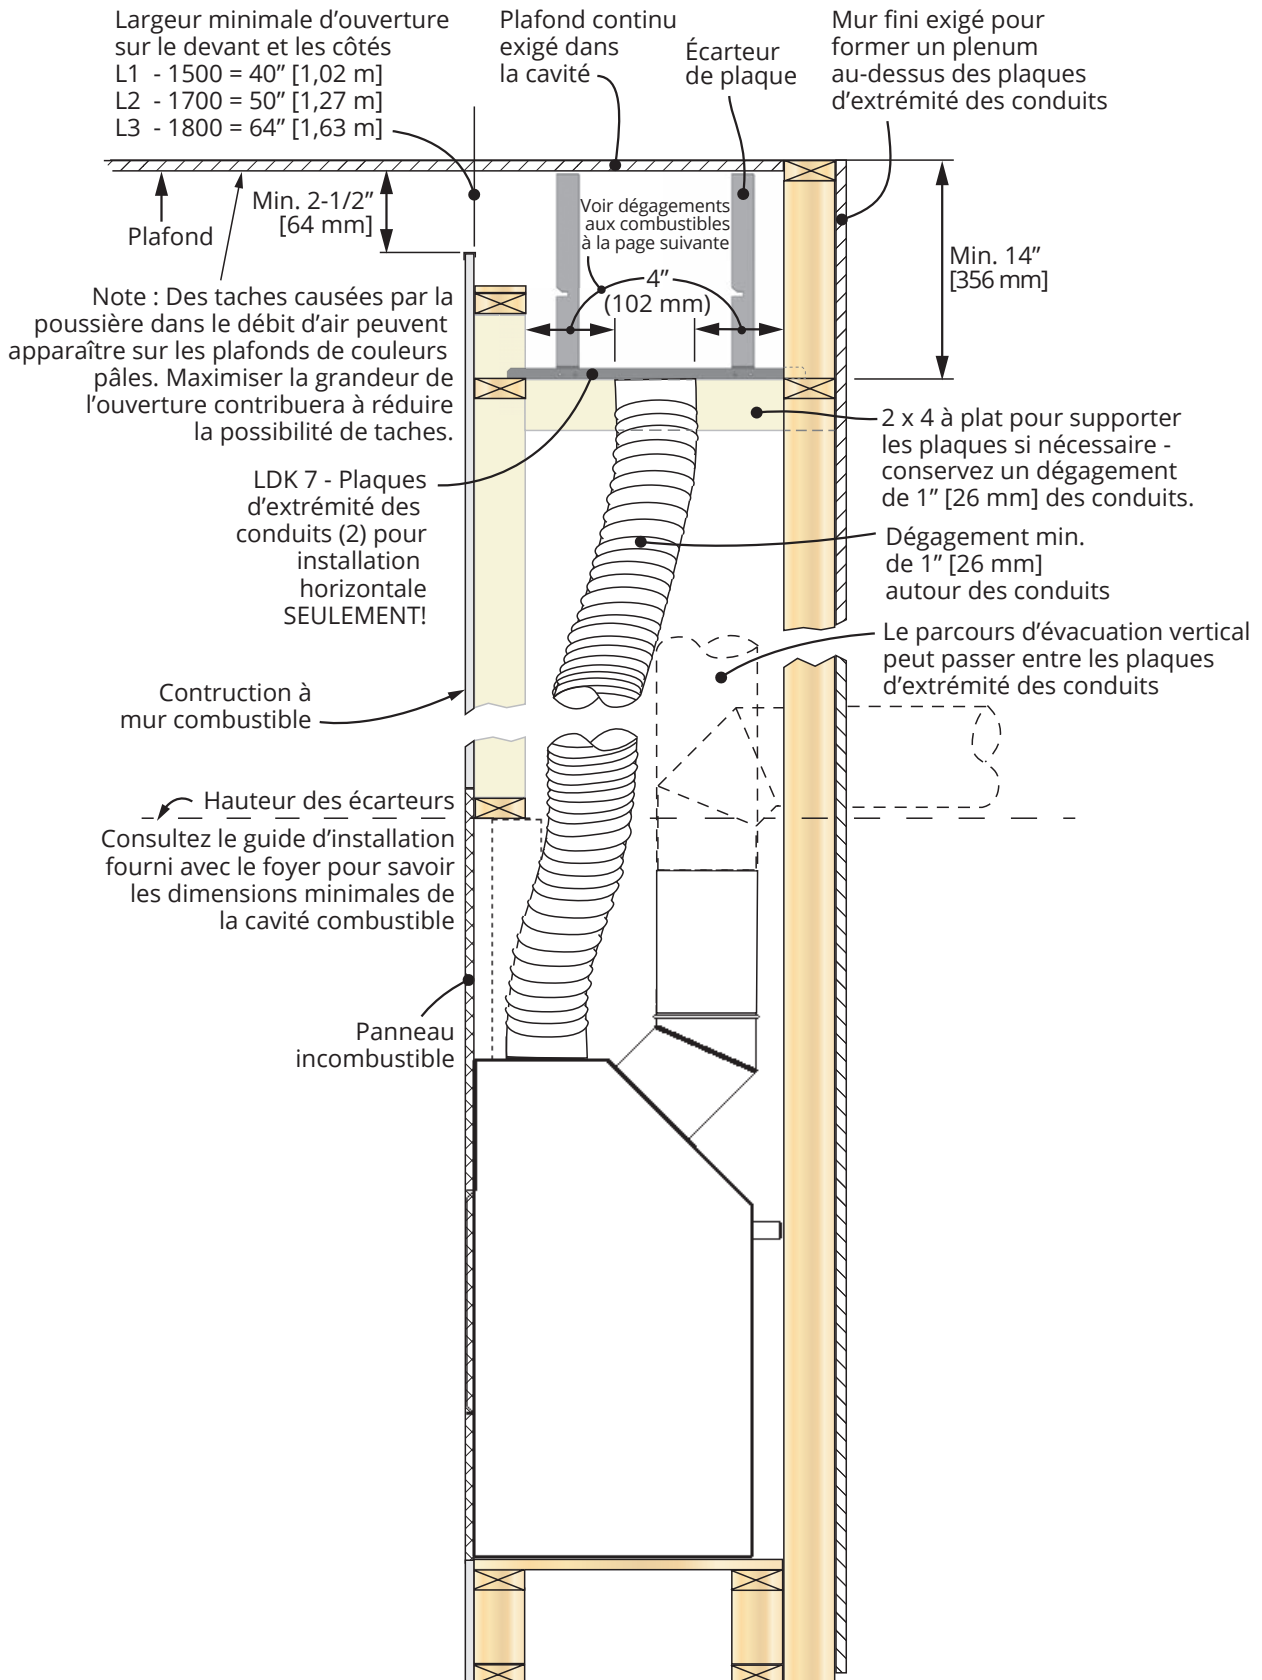 Largeur minimale d’ouverture
sur le devant et les côtés
L1 - 1500 = 40” [1,02 m]
L2 - 1700 = 50” [1,27 m]
L3 - 1800 = 64” [1,63 m]
Plafond continu
exigé dans
la cavité
Écarteur
de plaque
Mur fini exigé pour
former un plenum
au-dessus des plaques
d’extrémité des conduits
Min. 2-1/2”
[64 mm]
Plafond
Voir dégagements
aux combustibles
à la page suivante
4”
(102 mm)
Min. 14”
[356 mm]
Note : Des taches causées par la
poussière dans le débit d’air peuvent
apparaître sur les plafonds de couleurs
pâles. Maximiser la grandeur de
l’ouverture contribuera à réduire
la possibilité de taches.
2 x 4 à plat pour supporter
les plaques si nécessaire -
conservez un dégagement
de 1” [26 mm] des conduits.
LDK 7 - Plaques
d’extrémité des
conduits (2) pour
installation
horizontale
SEULEMENT!
Dégagement min.
de 1” [26 mm]
autour des conduits
Le parcours d’évacuation vertical
peut passer entre les plaques
d’extrémité des conduits
Contruction à
mur combustible
Hauteur des écarteurs
Consultez le guide d’installation
fourni avec le foyer pour savoir
les dimensions minimales de
la cavité combustible
Panneau
incombustible